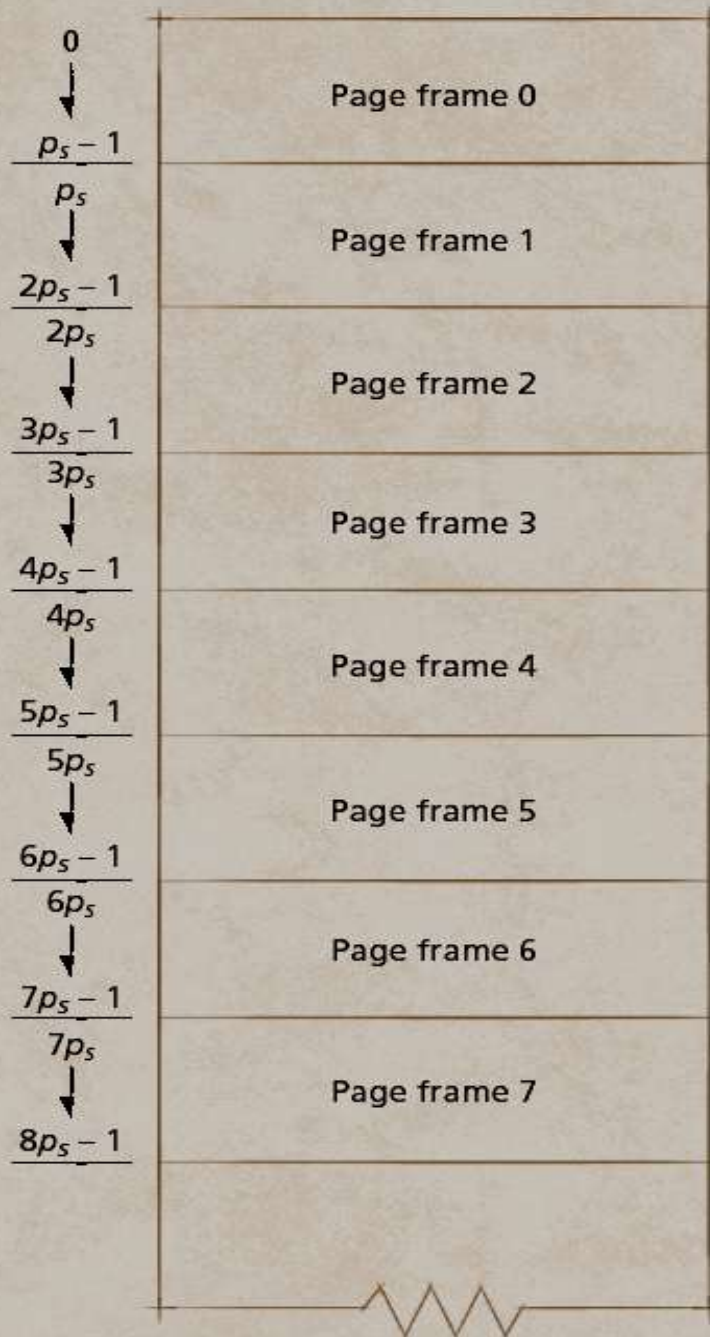 0
Page frame 0
pₛ – 1
pₛ
Page frame 1
2pₛ – 1
2pₛ
Page frame 2
3pₛ – 1
3pₛ
Page frame 3
4pₛ – 1
4pₛ
Page frame 4
5pₛ – 1
5pₛ
Page frame 5
6pₛ – 1
6pₛ
Page frame 6
7pₛ – 1
7pₛ
Page frame 7
8pₛ – 1